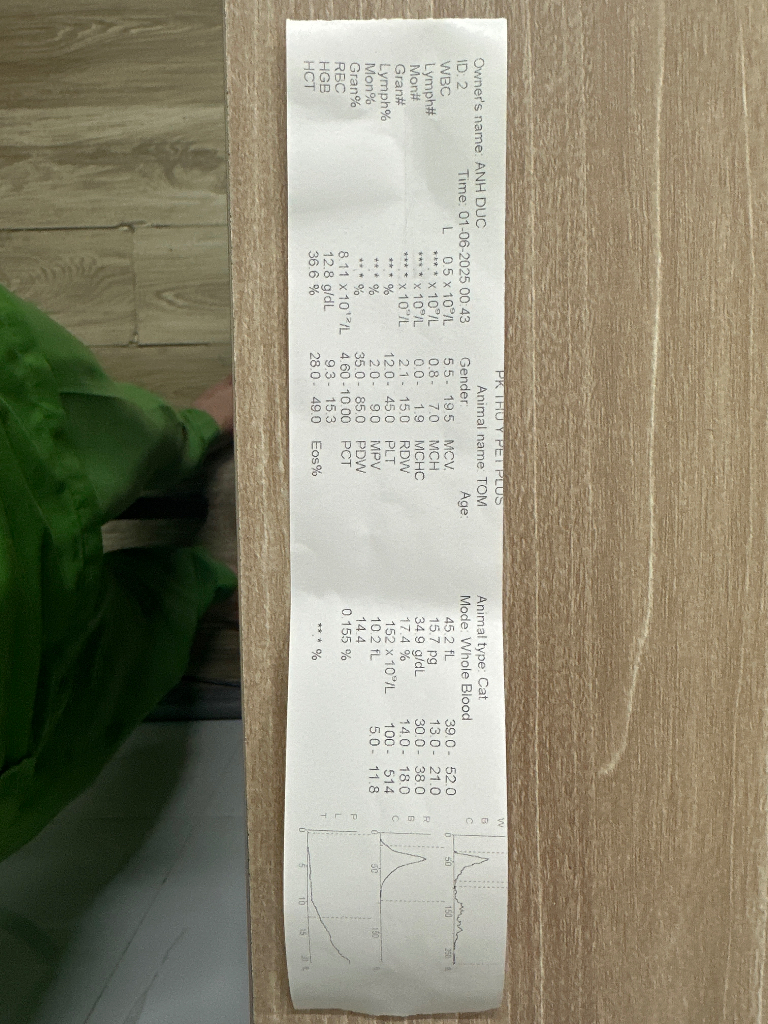 PK THU Y PET PLUS
Owner's name: ANH DUC Animal name: TOM Animal type: Cat
ID: 2 Time: 01-06-2025 00:43 Gender: Age: Mode: Whole Blood
WBC L 0.5 x 10^9/L 5.5 - 19.5 MCV 45.2 fL 39.0 - 52.0
Lymph# ***.* x 10^9/L 0.8 - 7.0 MCH 15.7 pg 13.0 - 21.0
Mon# ***.* x 10^9/L 0.0 - 1.9 MCHC 34.9 g/dL 30.0 - 38.0
Gran# ***.* x 10^9/L 2.1 - 15.0 RDW 17.4 % 14.0 - 18.0
Lymph% **.* % 12.0 - 45.0 PLT 152 x 10^9/L 100 - 514
Mon% **.* % 2.0 - 9.0 MPV 10.2 fL 5.0 - 11.8
Gran% **.* % 35.0 - 85.0 PDW 14.4
RBC 8.11 x 10^12/L 4.60 - 10.00 PCT 0.155 %
HGB 12.8 g/dL 9.3 - 15.3
HCT 36.6 % 28.0 - 49.0 Eos% **.* %
W
B
C
0 50 150
R
B
C
0 50 150
P
L
T
0 5 10 15